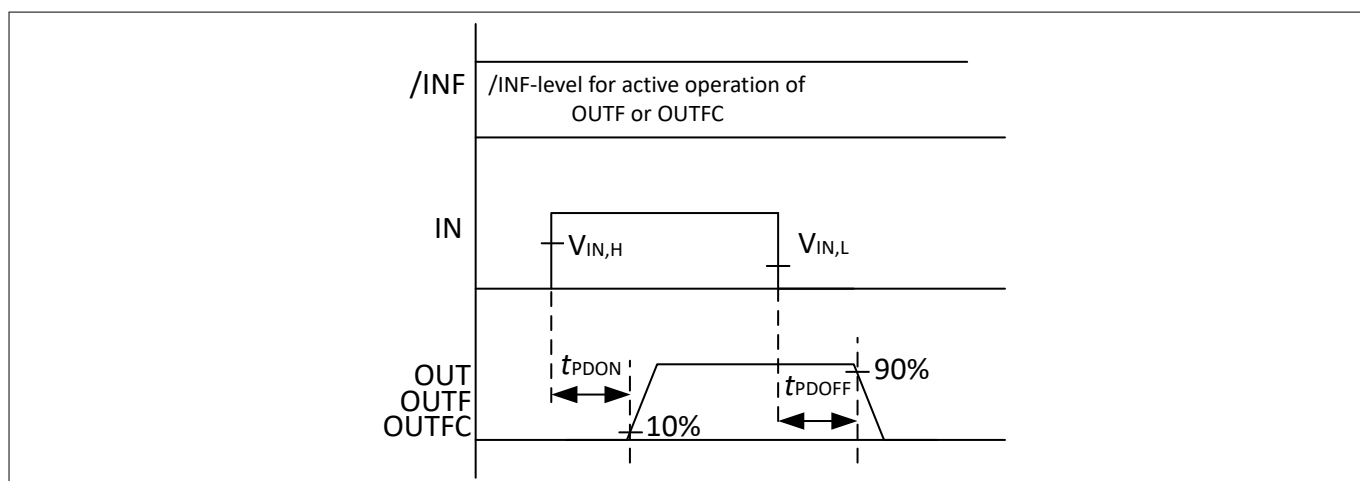 /INF
/INF-level for active operation of
OUTF or OUTFC
IN
VIN,H
VIN,L
OUT
OUTF
OUTFC
tPDON
tPDOFF
90%
10%